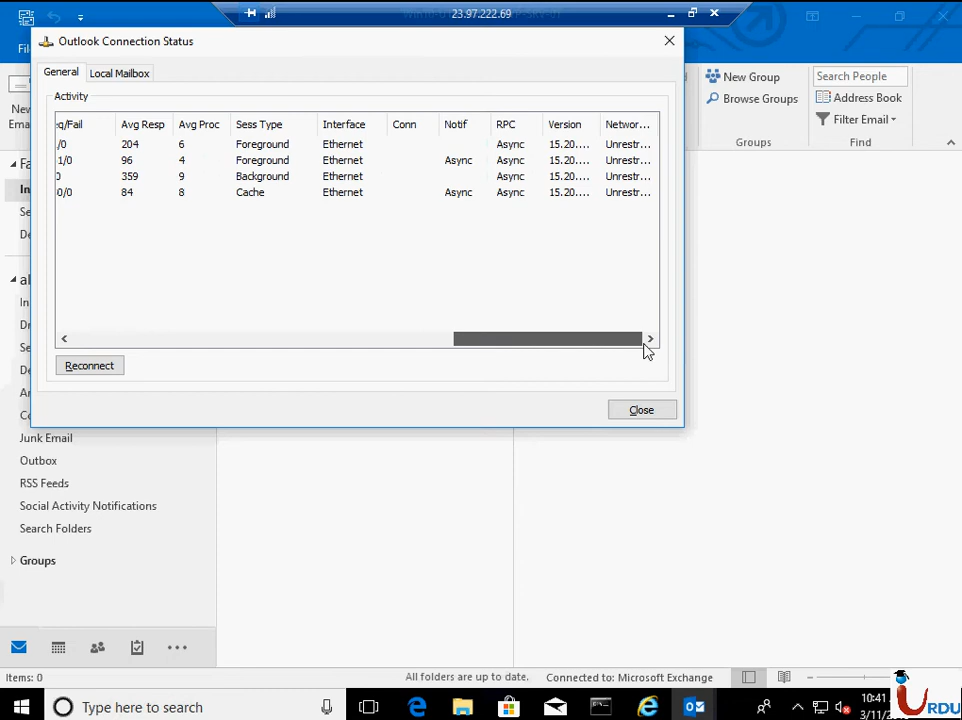 23.97.222.69
Outlook Connection Status
General Local Mailbox
Activity
q/Fail Avg Resp Avg Proc Sess Type Interface Conn Notif RPC Version Networ...
/0 204 6 Foreground Ethernet Async 15.20.... Unrestr...
1/0 96 4 Foreground Ethernet Async Async 15.20.... Unrestr...
359 9 Background Ethernet Async 15.20.... Unrestr...
0/0 84 8 Cache Ethernet Async Async 15.20.... Unrestr...
Reconnect
Close
New Group
Browse Groups
Groups
Search People
Address Book
Filter Email
Find
Junk Email
Outbox
RSS Feeds
Social Activity Notifications
Search Folders
Groups
Items: 0 All folders are up to date. Connected to: Microsoft Exchange
Type here to search
10:41
3/11/2
URDU